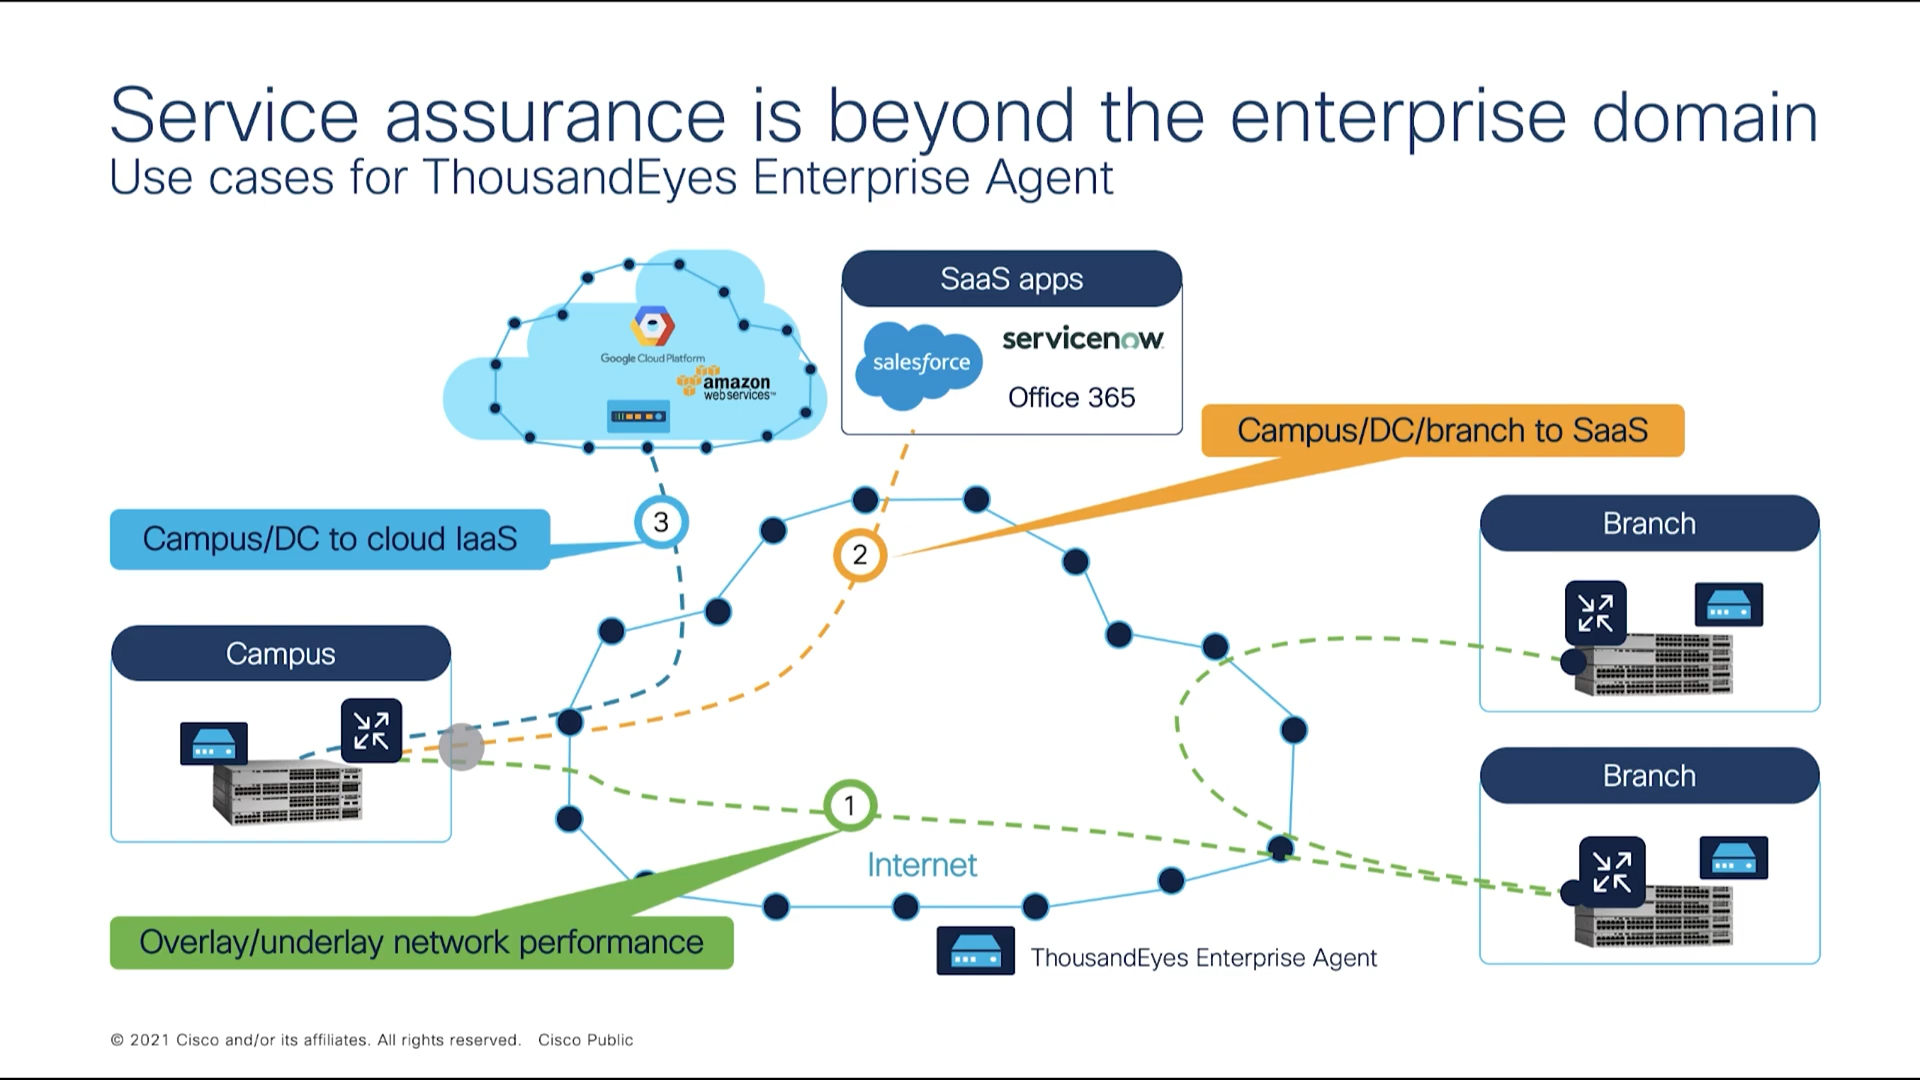 Service assurance is beyond the enterprise domain
Use cases for ThousandEyes Enterprise Agent
Google Cloud Platform
amazon
web services™
SaaS apps
salesforce
servicenow
Office 365
Campus/DC/branch to SaaS
Campus/DC to cloud IaaS
3
2
Branch
Campus
Branch
1
Internet
Overlay/underlay network performance
ThousandEyes Enterprise Agent
© 2021 Cisco and/or its affiliates. All rights reserved. Cisco Public